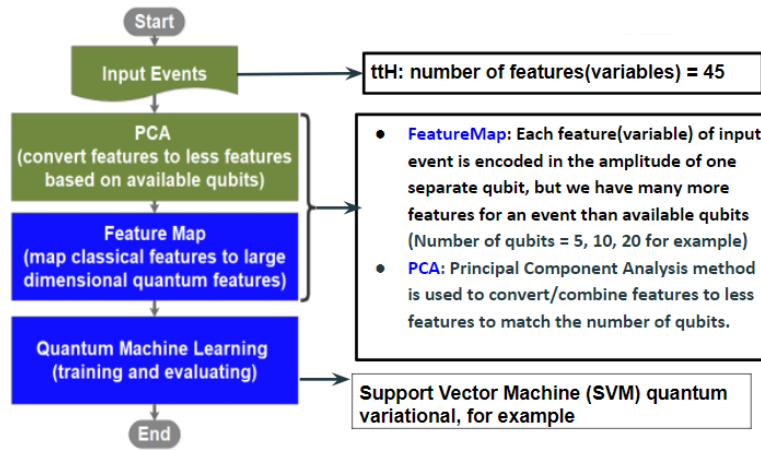 Start
Input Events
ttH: number of features(variables) = 45
PCA
(convert features to less features
based on available qubits)
Feature Map
(map classical features to large
dimensional quantum features)
● FeatureMap: Each feature(variable) of input
event is encoded in the amplitude of one
separate qubit, but we have many more
features for an event than available qubits
(Number of qubits = 5, 10, 20 for example)
● PCA: Principal Component Analysis method
is used to convert/combine features to less
features to match the number of qubits.
Quantum Machine Learning
(training and evaluating)
Support Vector Machine (SVM) quantum
variational, for example
End